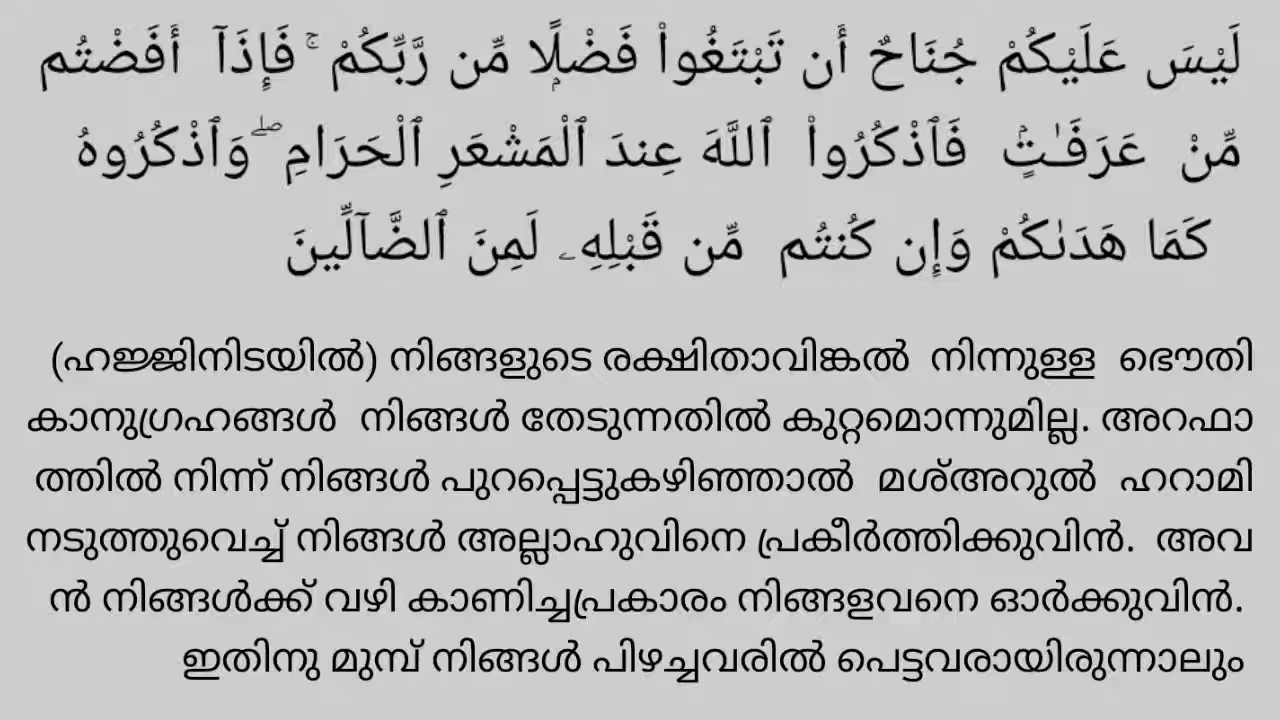 لَيْسَ عَلَيْكُمْ جُنَاحٌ أَن تَبْتَغُوا۟ فَضْلًۭا مِّن رَّبِّكُمْ ۚ فَإِذَآ أَفَضْتُم
مِّنْ عَرَفَـٰتٍۢ فَٱذْكُرُوا۟ ٱللَّهَ عِندَ ٱلْمَشْعَرِ ٱلْحَرَامِ ۖ وَٱذْكُرُوهُ
كَمَا هَدَىٰكُمْ وَإِن كُنتُم مِّن قَبْلِهِۦ لَمِنَ ٱلضَّآلِّينَ
(ഹജ്ജിനിടയിൽ) നിങ്ങളുടെ രക്ഷിതാവിങ്കൽ നിന്നുള്ള ഭൌതി
കാനുഗ്രഹങ്ങൾ നിങ്ങൾ തേടുന്നതിൽ കുറ്റമൊന്നുമില്ല. അറഫാ
ത്തിൽ നിന്ന് നിങ്ങൾ പുറപ്പെട്ടുകഴിഞ്ഞാൽ മശ്അറുൽ ഹറാമി
നടുത്തുവെച്ച് നിങ്ങൾ അല്ലാഹുവിനെ പ്രകീർത്തിക്കുവിൻ. അവ
ൻ നിങ്ങൾക്ക് വഴി കാണിച്ചപ്രകാരം നിങ്ങളവനെ ഓർക്കുവിൻ.
ഇതിനു മുമ്പ് നിങ്ങൾ പിഴച്ചവരിൽ പെട്ടവരായിരുന്നാലും